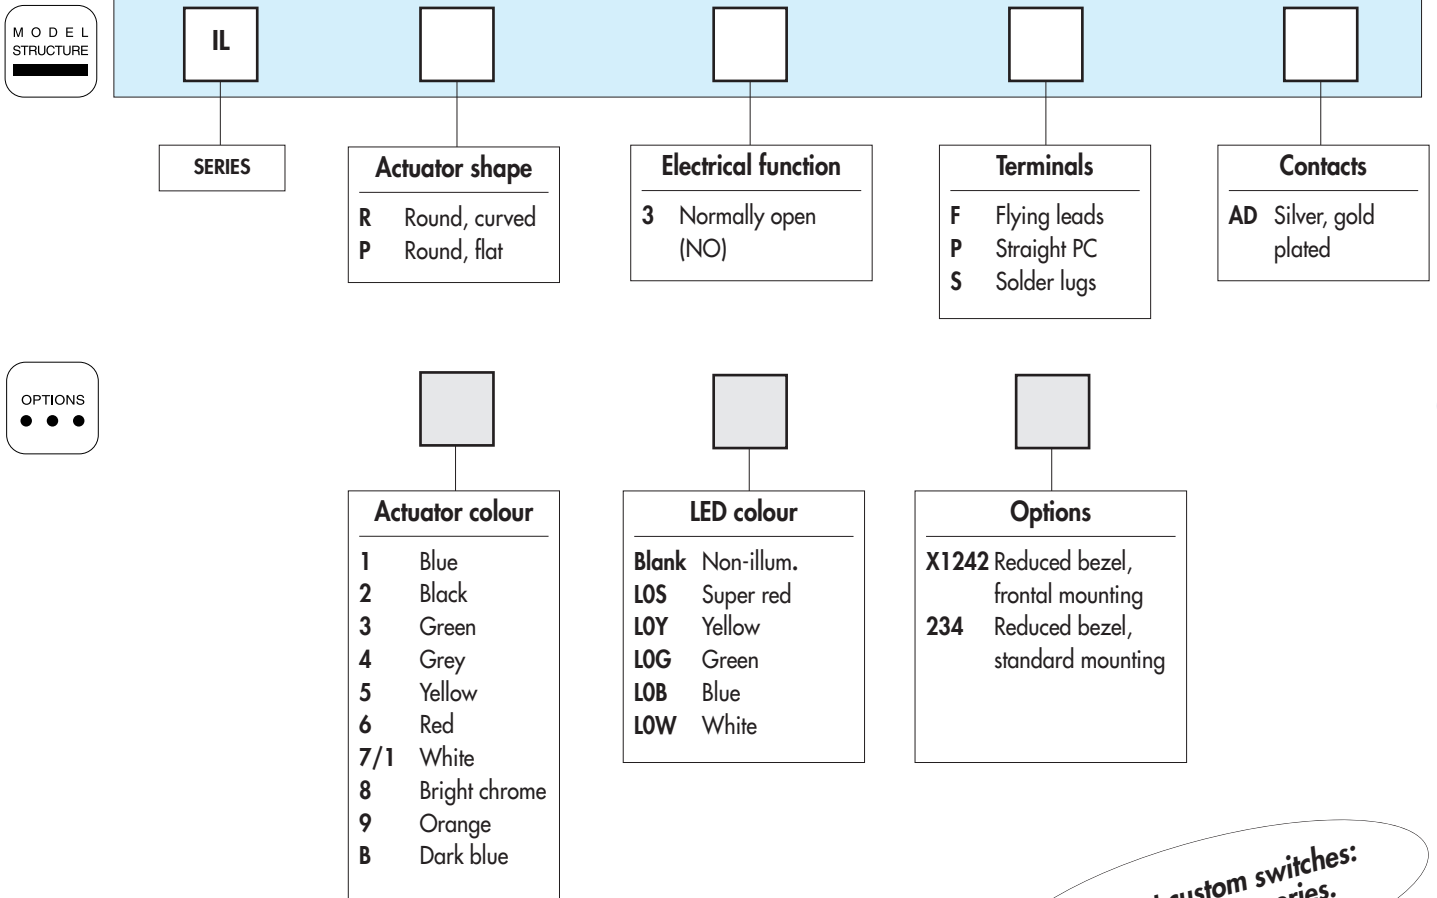 MODEL
STRUCTURE
IL
SERIES
Actuator shape
R Round, curved
P Round, flat
Electrical function
3 Normally open
(NO)
Terminals
F Flying leads
P Straight PC
S Solder lugs
Contacts
AD Silver, gold
plated
OPTIONS
Actuator colour
1 Blue
2 Black
3 Green
4 Grey
5 Yellow
6 Red
7/1 White
8 Bright chrome
9 Orange
B Dark blue
LED colour
Blank Non-illum.
L0S Super red
L0Y Yellow
L0G Green
L0B Blue
L0W White
Options
X1242 Reduced bezel,
frontal mounting
234 Reduced bezel,
standard mounting
custom switches: